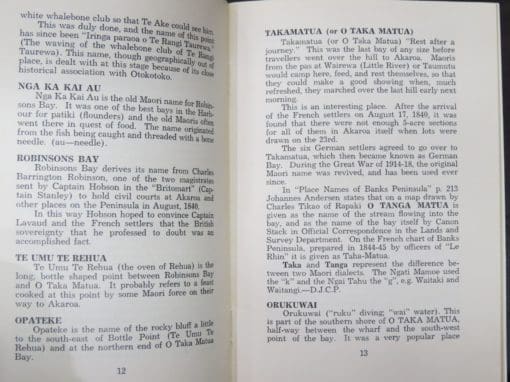 white whalebone club so that Te Ake could see him.
This was duly done, and the name of this point
has since been "Iringa paraoa o Te Rangi Taurewa."
(The waving of the whalebone club of Te Rangi
Taurewa). This name, though geographically out of
place, is dealt with at this stage because of its close
historical association with Otokotoko.
NGA KA KAI AU
Nga Ka Kai Au is the old Maori name for Robin-
sons Bay. It was one of the best bays in the Harb-
our for patiki (flounders) and the old Maori often
went there in quest of food. The name originated
from the fish being caught and threaded with a bone
needle. (au—needle).
ROBINSONS BAY
Robinsons Bay derives its name from Charles
Barrington Robinson, one of the two magistrates
sent by Captain Hobson in the "Britomart" (Cap-
tain Stanley) to hold civil courts at Akaroa and
other places on the Peninsula in August, 1840.
In this way Hobson hoped to convince Captain
Lavaud and the French settlers that the British
sovereignty that he professed to doubt was an
accomplished fact.
TE UMU TE REHUA
Te Umu Te Rehua (the oven of Rehua) is the
long, bottle shaped point between Robinsons Bay
and O Taka Matua. It probably refers to a feast
cooked at this point by some Maori force on their
way to Akaroa.
OPATEKE
Opateke is the name of the rocky bluff a little
to the south-east of Bottle Point (Te Umu Te
Rehua) and at the northern end of O Taka Matua
Bay.
12
TAKAMATUA (or O TAKA MATUA)
Takamatua (or O Taka Matua) "Rest after a
journey." This was the last bay of any size before
travellers went over the hill to Akaroa. Maoris
from the pas at Wairewa (Little River) or Taumutu
would camp here, feed, and rest themselves, so that
they could make a good showing when, much
refreshed, they marched over the last hill early next
morning.
This is an interesting place. After the arrival
of the French settlers on August 17, 1849, it was
found that there were not enough 5-acre sections
for all of them in Akaroa itself when lots were
drawn on the 23rd.
The six German settlers agreed to go over to
Takamatua, which then became known as German
Bay. During the Great War of 1914-18, the original
Maori name was revived, and has been used ever
since.
In "Place Names of Banks Peninsula" p. 213
Johannes Andersen states that on a map drawn by
Charles Tikao of Rapaki O TANGA MATUA is
given as the name of the stream flowing into the
bay, and as the name of the bay itself by Canon
Stack in Official Correspondence in the Lands and
Survey Department. On the French chart of Banks
Peninsula, prepared in 1844-45 by officers of "Le
Rhin" it is given as Taha-Matua.
Taka and Tanga represent the difference be-
tween two Maori dialects. The Ngati Mamoe used
the "k" and the Ngai Tahu the "g", e.g. Waitaki and
Waitangi.—D.J.C.P.
ORUKUWAI
Orukuwai ("ruku" diving; "wai" water). This is
part of the southern shore of O TAKA MATUA,
half-way between the wharf and the south-west
point of the bay. It was a very popular place
13